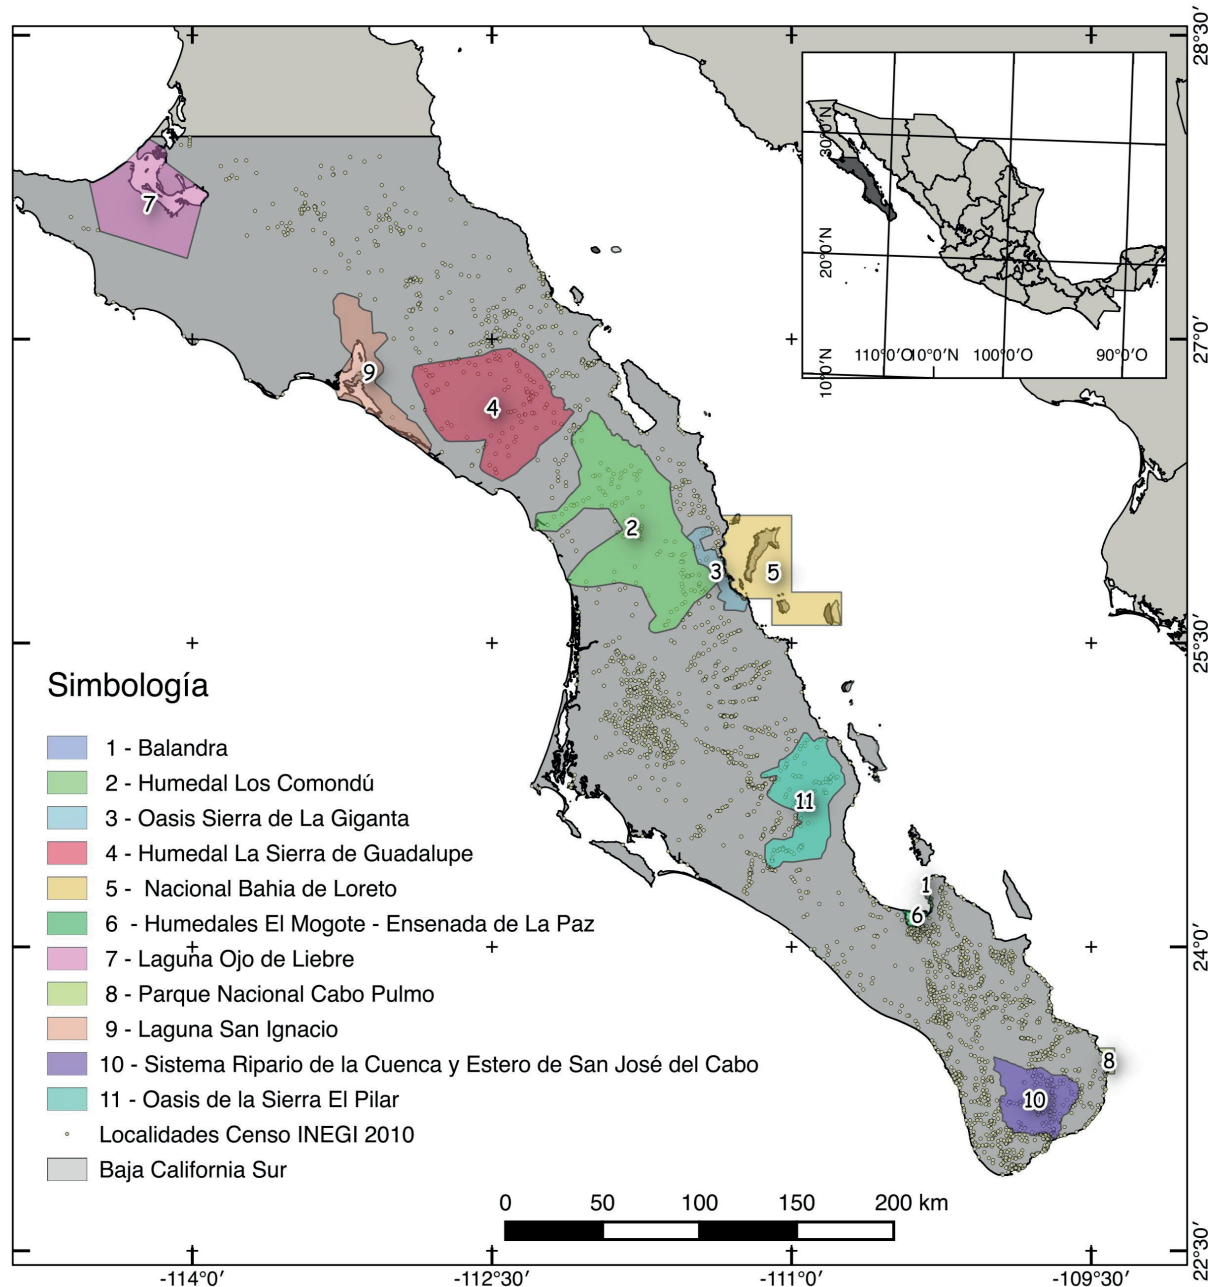 28°30′
30°0′N
20°0′N
10°0′N
110°0′O
10°0′N
100°0′O
90°0′O
7
27°0′
9
4
2
3
5
25°30′
Simbología
1 - Balandra
2 - Humedal Los Comondú
3 - Oasis Sierra de La Giganta
4 - Humedal La Sierra de Guadalupe
5 - Nacional Bahia de Loreto
6 - Humedales El Mogote - Ensenada de La Paz
7 - Laguna Ojo de Liebre
8 - Parque Nacional Cabo Pulmo
9 - Laguna San Ignacio
10 - Sistema Ripario de la Cuenca y Estero de San José del Cabo
11 - Oasis de la Sierra El Pilar
Localidades Censo INEGI 2010
Baja California Sur
11
1
6
24°0′
8
10
0 50 100 150 200 km
22°30′
-114°0′ -112°30′ -111°0′ -109°30′